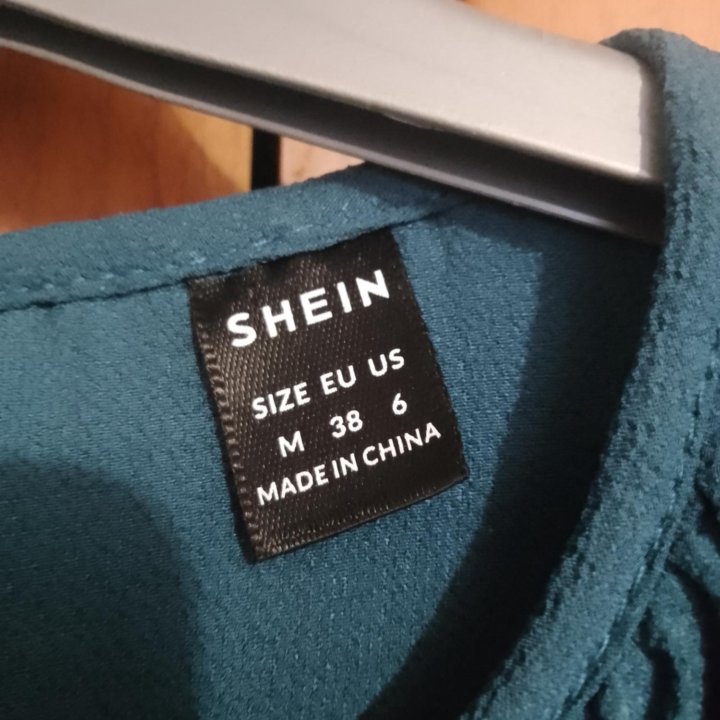 SHEIN
SIZE EU US
M 38 6
MADE IN CHINA